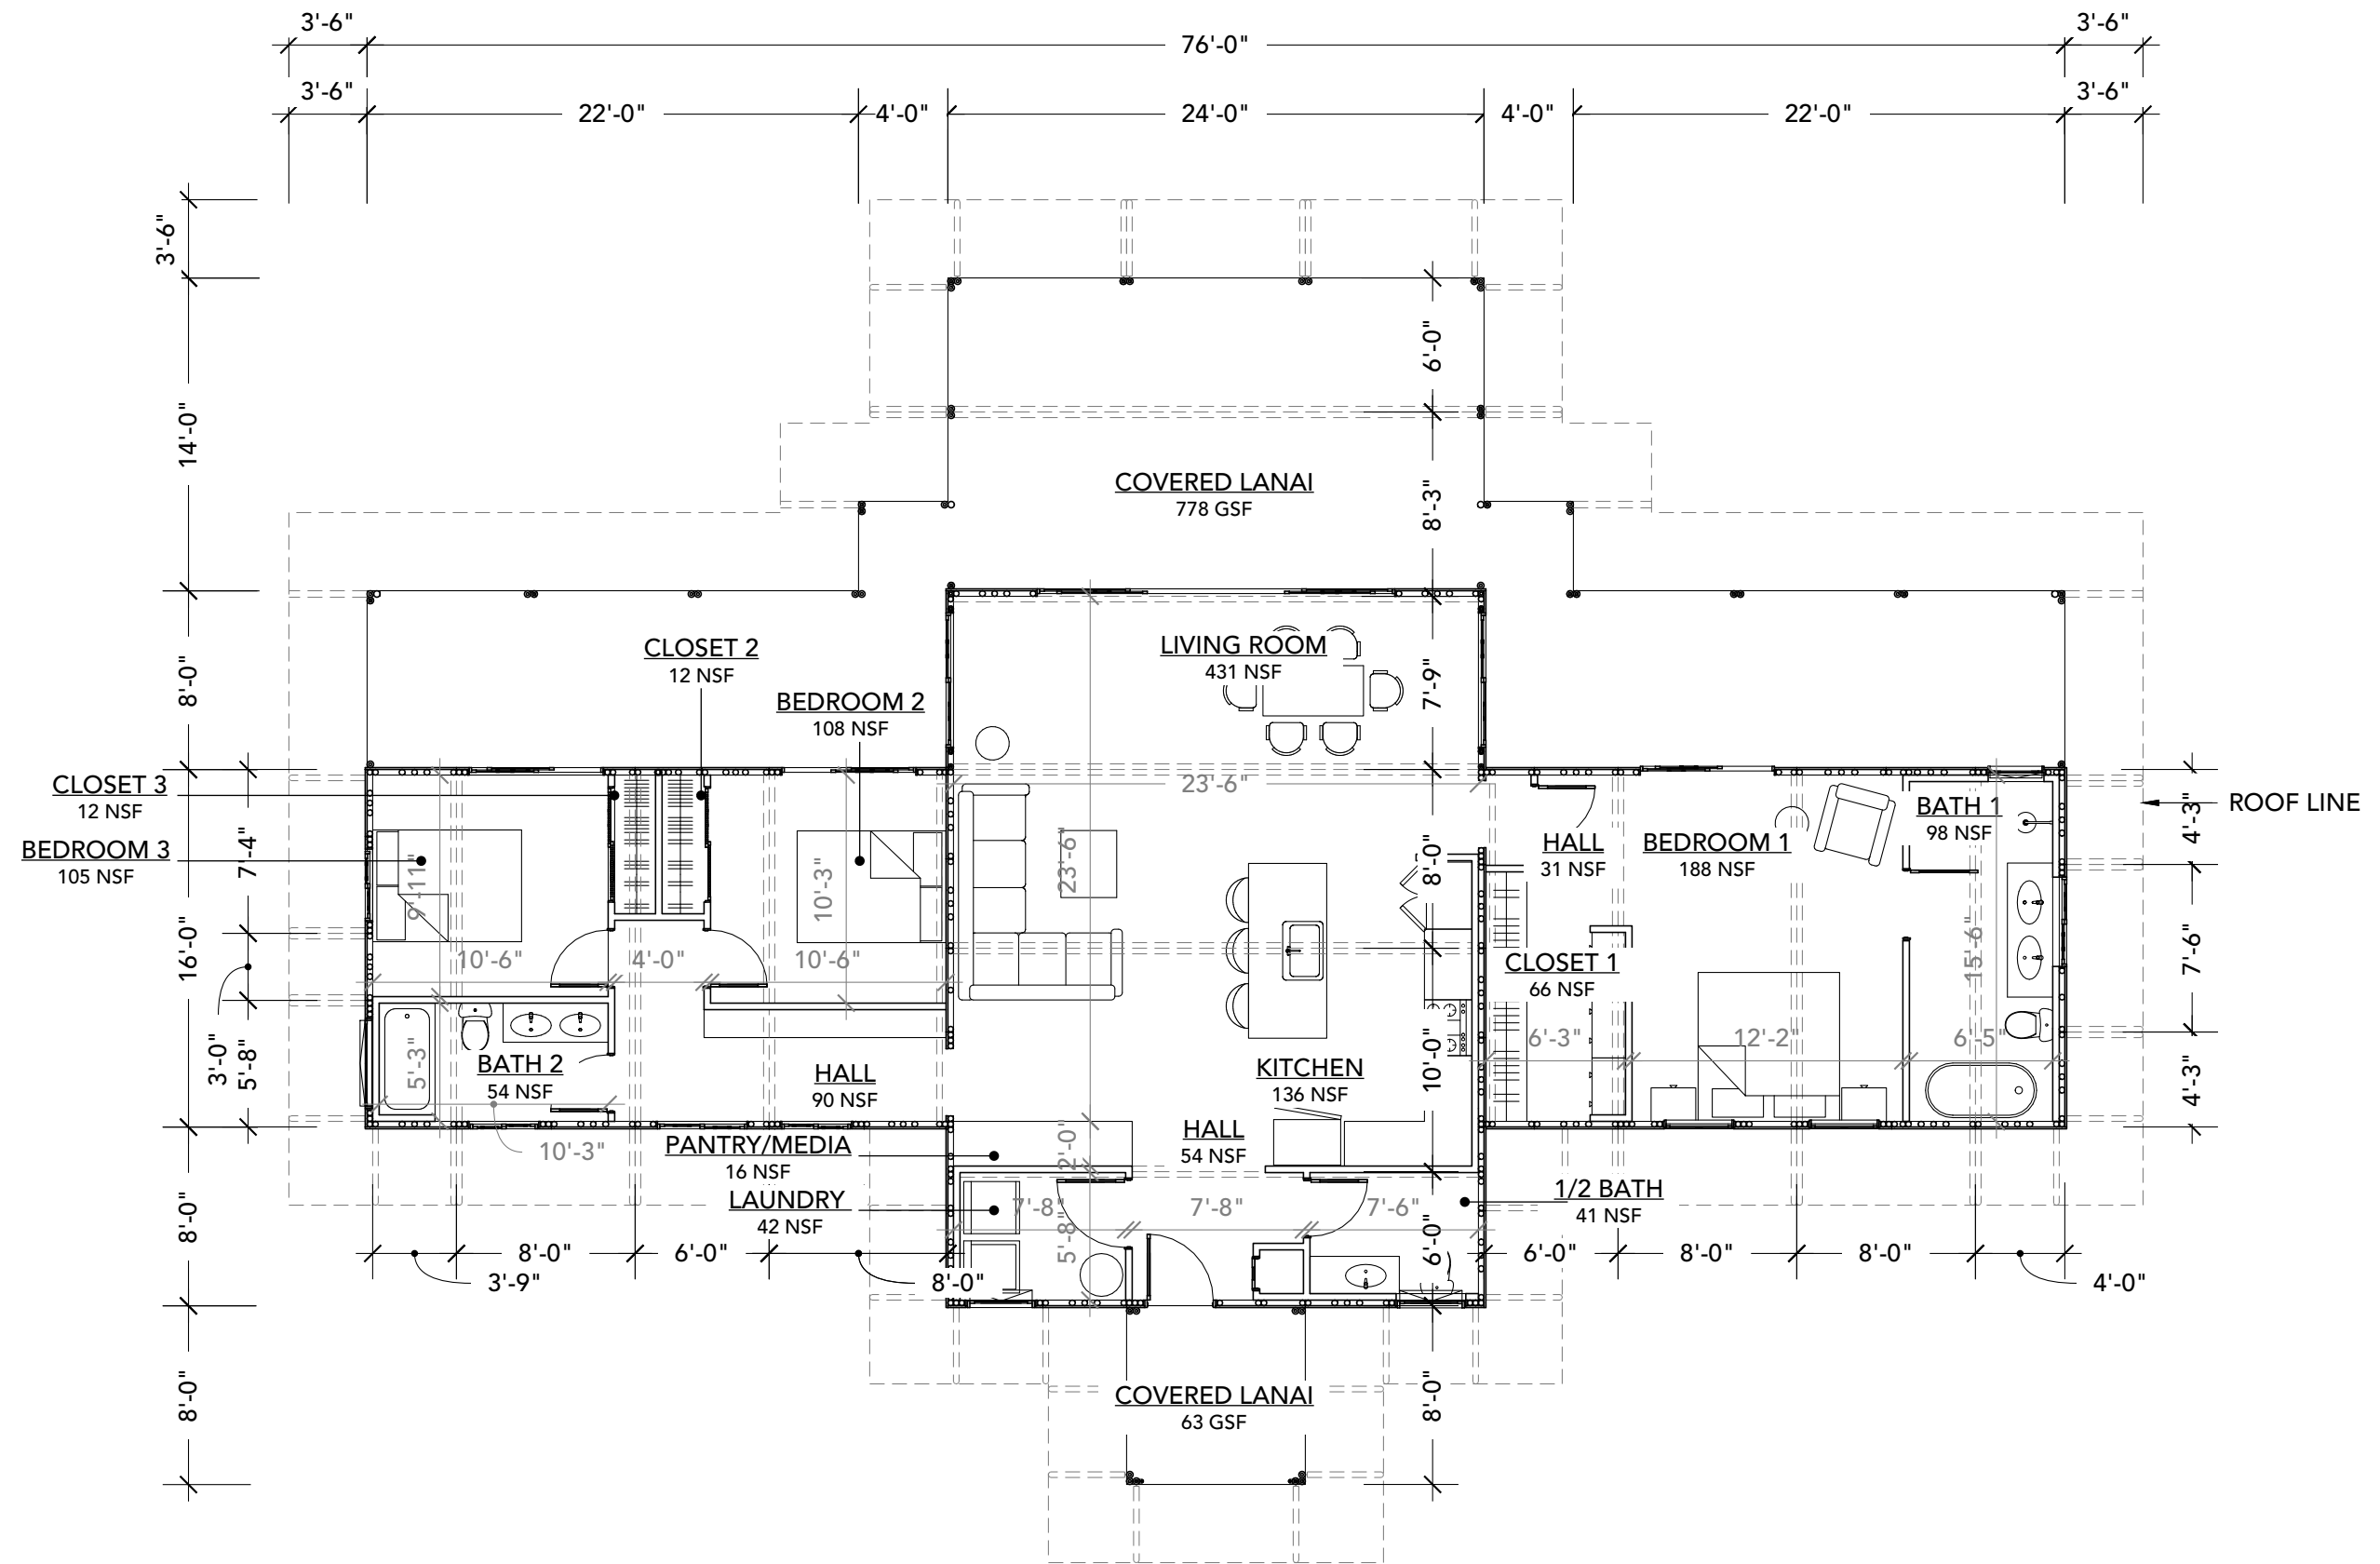 3'-6"
3'-6"
76'-0"
3'-6"
3'-6"
22'-0"
4'-0"
24'-0"
4'-0"
22'-0"
3'-6"
6'-0"
14'-0"
COVERED LANAI
778 GSF
8'-3"
CLOSET 2
12 NSF
LIVING ROOM
431 NSF
8'-0"
7'-9"
BEDROOM 2
108 NSF
CLOSET 3
12 NSF
23'-6"
BATH 1
98 NSF
4'-3"
ROOF LINE
BEDROOM 3
105 NSF
7'-4"
9'-11"
10'-3"
23'-6"
8'-0"
HALL
31 NSF
BEDROOM 1
188 NSF
16'-0"
10'-6"
4'-0"
10'-6"
CLOSET 1
66 NSF
15'-6"
7'-6"
3'-0"
5'-8"
5'-3"
BATH 2
54 NSF
HALL
90 NSF
KITCHEN
136 NSF
10'-0"
6'-3"
12'-2"
6'-5"
4'-3"
10'-3"
PANTRY/MEDIA
16 NSF
2'-0"
HALL
54 NSF
8'-0"
LAUNDRY
42 NSF
7'-8"
5'-8"
7'-8"
7'-6"
1/2 BATH
41 NSF
3'-9"
8'-0"
6'-0"
8'-0"
6'-0"
6'-0"
8'-0"
8'-0"
4'-0"
8'-0"
COVERED LANAI
63 GSF
8'-0"